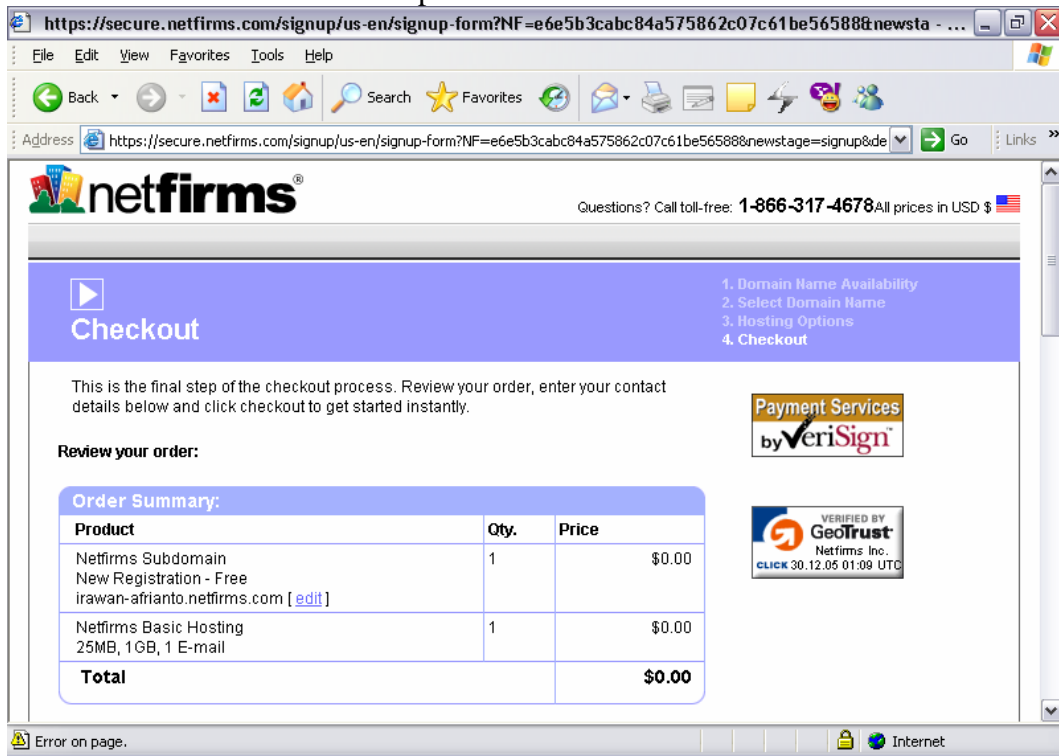 https://secure.netfirms.com/signup/us-en/signup-form?NF=e6e5b3cabc84a575862c07c61be56588&newsta - ...
File Edit View Favorites Tools Help
Back Search Favorites
Address https://secure.netfirms.com/signup/us-en/signup-form?NF=e6e5b3cabc84a575862c07c61be56588&newstage=signup&de Go Links »
netfirms®
Questions? Call toll-free: 1-866-317-4678All prices in USD $
Checkout
1. Domain Name Availability
2. Select Domain Name
3. Hosting Options
4. Checkout
This is the final step of the checkout process. Review your order, enter your contact
details below and click checkout to get started instantly.
Payment Services
by VeriSign
Review your order:
Order Summary:
Product Qty. Price
Netfirms Subdomain 1 $0.00
New Registration - Free
irawan-afrianto.netfirms.com [ edit ]
Netfirms Basic Hosting 1 $0.00
25MB, 1GB, 1 E-mail
Total $0.00
VERIFIED BY
GeoTrust
Netfirms Inc.
CLICK 30.12.05 01:09 UTC
Error on page. Internet